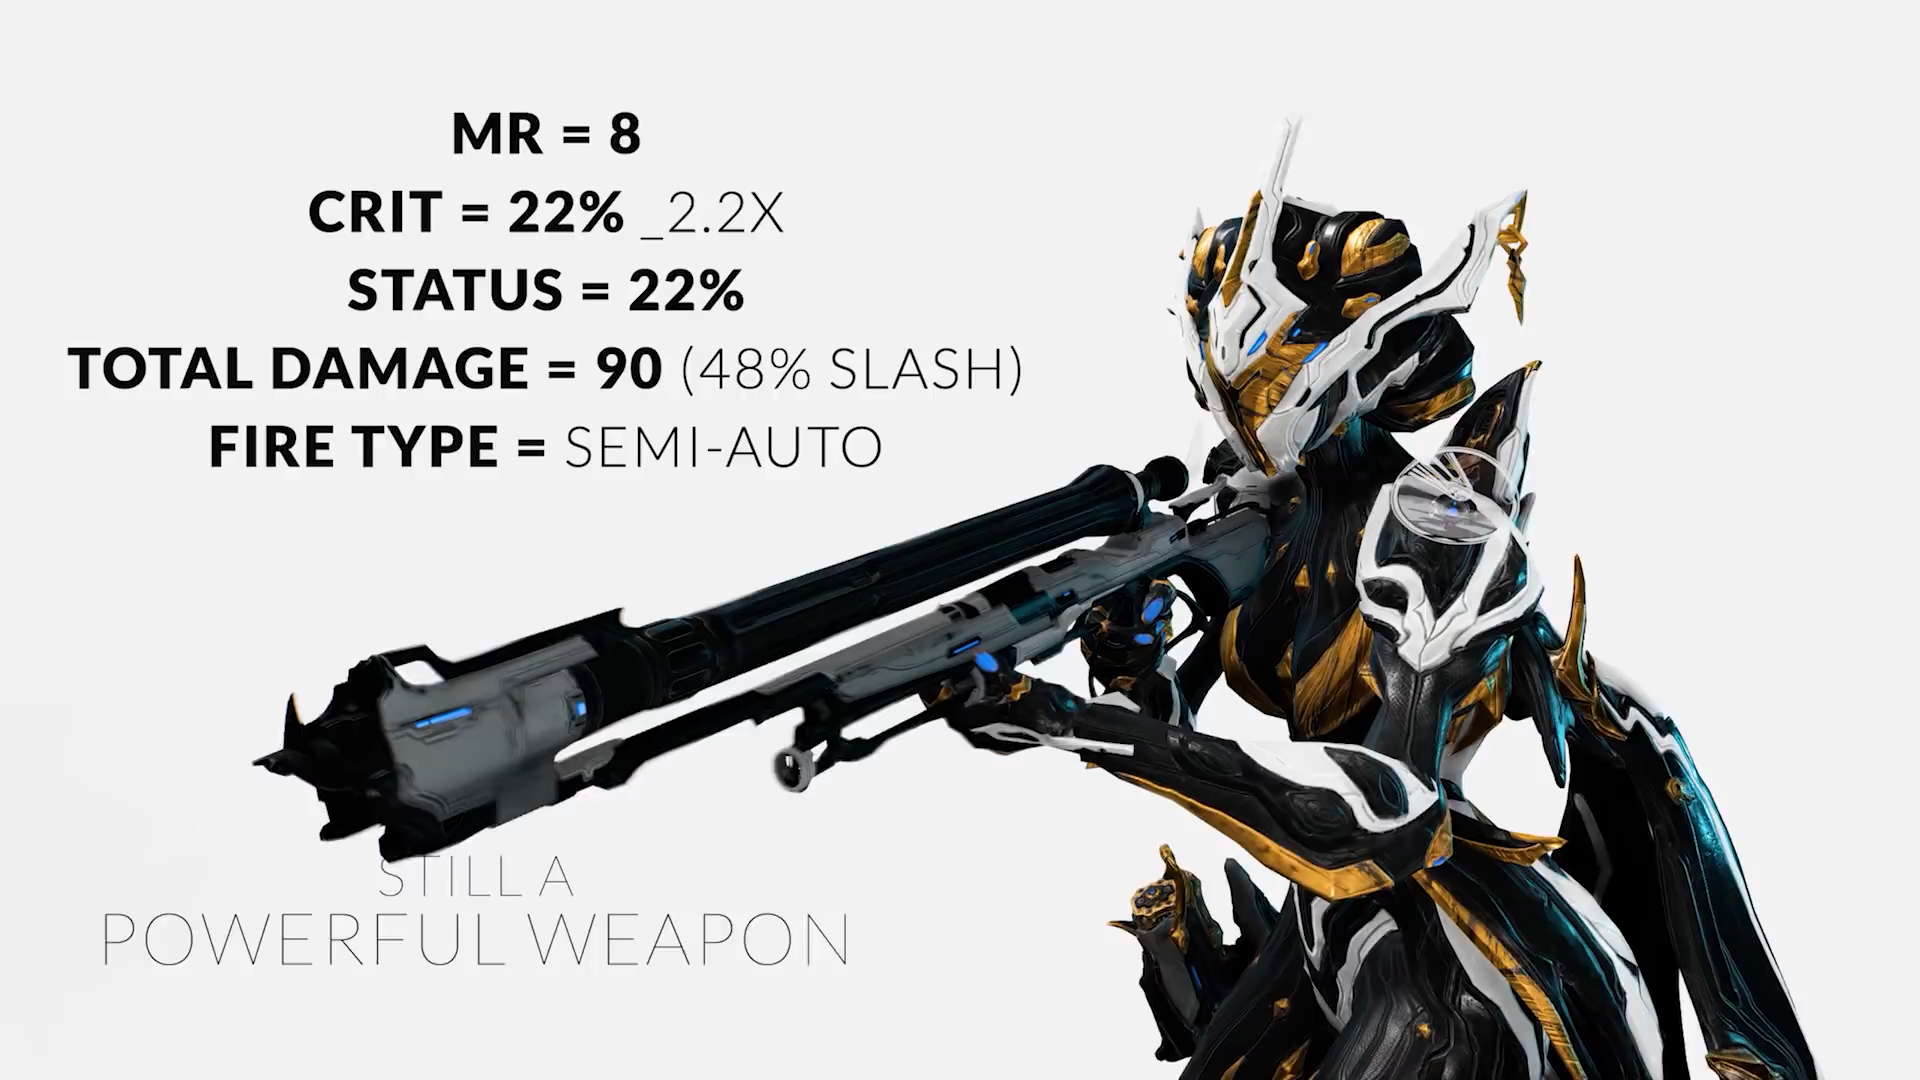 MR = 8
CRIT = 22% _2.2X
STATUS = 22%
TOTAL DAMAGE = 90 (48% SLASH)
FIRE TYPE = SEMI-AUTO
STILL A
POWERFUL WEAPON